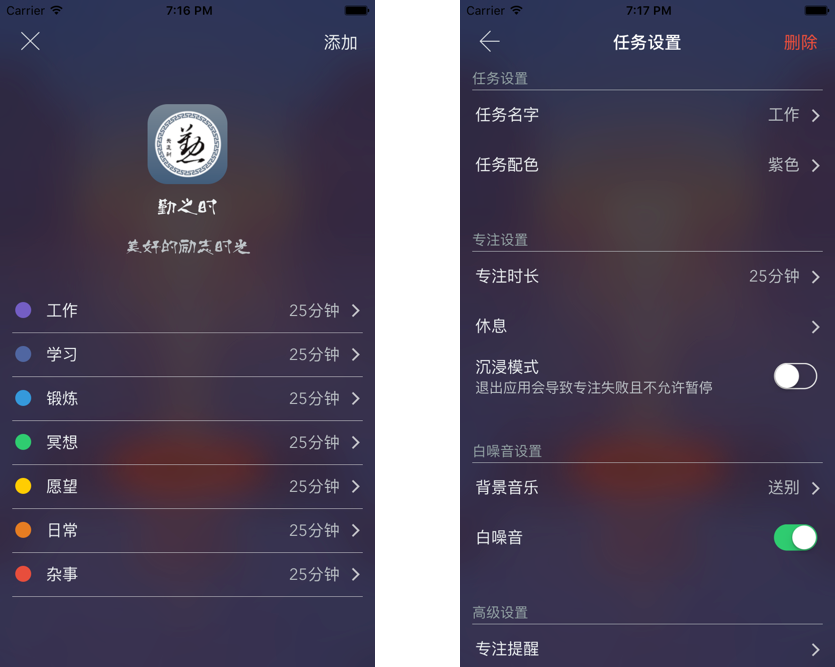 Carrier 7:16 PM
添加
勤
勤之时
美好的励志时光
工作 25分钟
学习 25分钟
锻炼 25分钟
冥想 25分钟
愿望 25分钟
日常 25分钟
杂事 25分钟
Carrier 7:17 PM
任务设置 删除
任务设置
任务名字 工作
任务配色 紫色
专注设置
专注时长 25分钟
休息
沉浸模式
退出应用会导致专注失败且不允许暂停
白噪音设置
背景音乐 送别
白噪音
高级设置
专注提醒